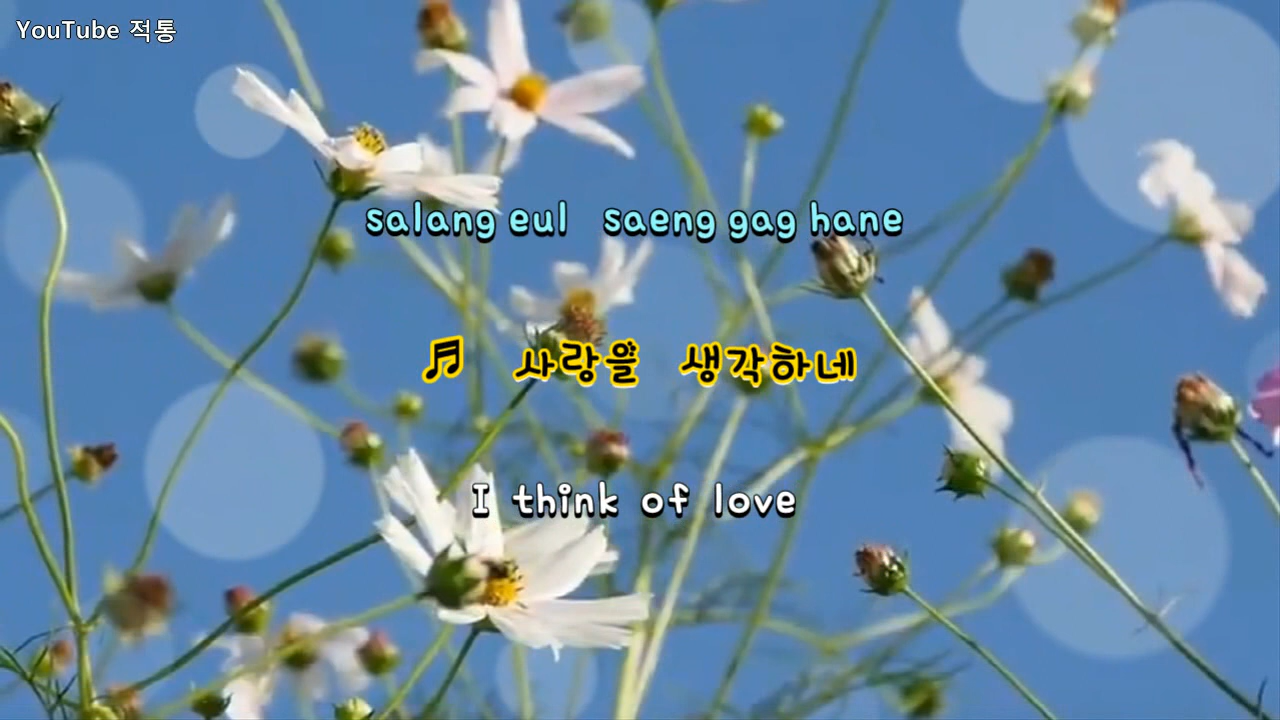 YouTube 적통
salang eul saeng gag hane
♬ 사랑을 생각하네
I think of love